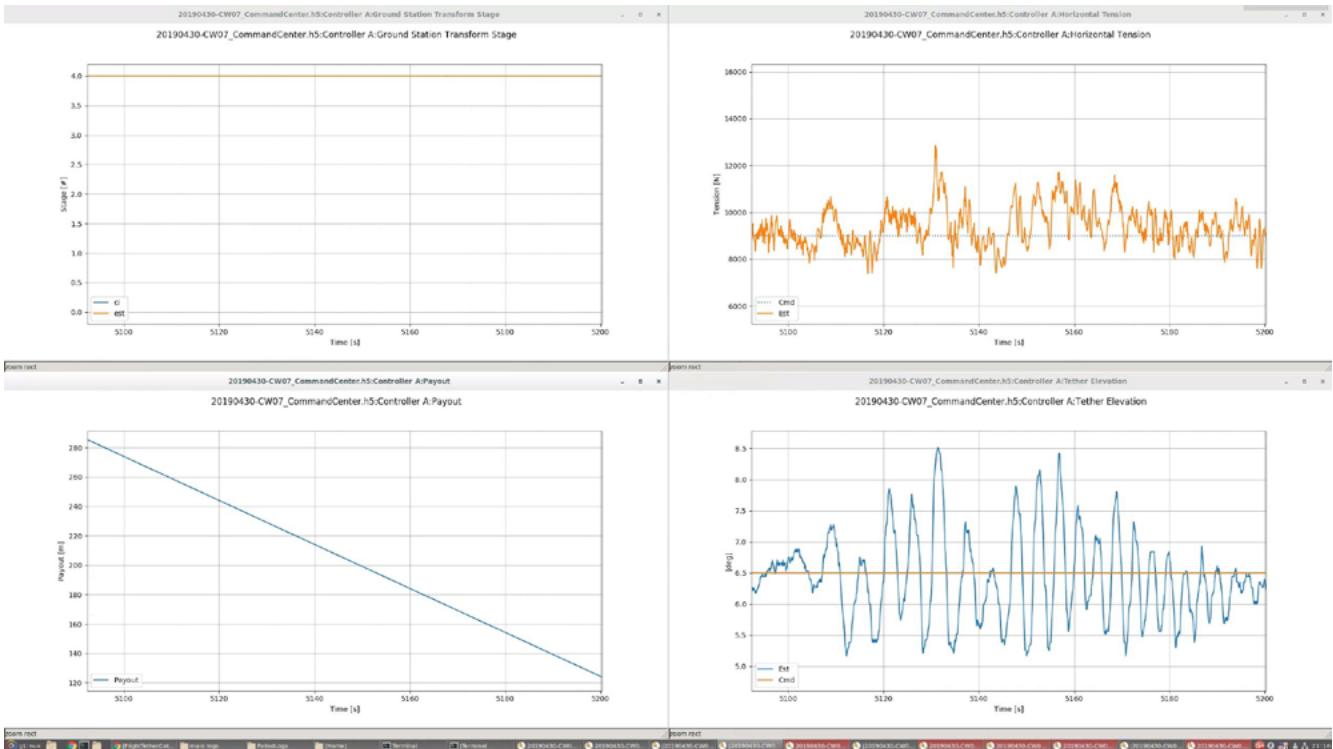 20190430-CW07_CommandCenter.h5:Controller A:Ground Station Transform Stage
20190430-CW07_CommandCenter.h5:Controller A:Ground Station Transform Stage
4.0
3.5
3.0
2.5
2.0
1.5
1.0
0.5
0.0
Stage [#]
cl
est
5100 5120 5140 5160 5180 5200
Time [s]
zoom rect
20190430-CW07_CommandCenter.h5:Controller A:Horizontal Tension
20190430-CW07_CommandCenter.h5:Controller A:Horizontal Tension
16000
14000
12000
10000
8000
6000
Tension [N]
Cmd
Est
5100 5120 5140 5160 5180 5200
Time [s]
zoom rect
20190430-CW07_CommandCenter.h5:Controller A:Payout
20190430-CW07_CommandCenter.h5:Controller A:Payout
280
260
240
220
200
180
160
140
120
Payout [m]
Payout
5100 5120 5140 5160 5180 5200
Time [s]
zoom rect
20190430-CW07_CommandCenter.h5:Controller A:Tether Elevation
20190430-CW07_CommandCenter.h5:Controller A:Tether Elevation
8.5
8.0
7.5
7.0
6.5
6.0
5.5
5.0
[deg]
Est
Cmd
5100 5120 5140 5160 5180 5200
Time [s]
zoom rect
[Home] Terminal [Terminal